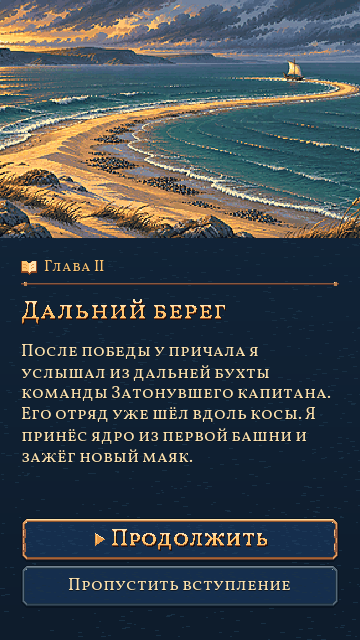 Глава II
Дальний берег
После победы у причала я
услышал из дальней бухты
команды Затонувшего капитана.
Его отряд уже шёл вдоль косы. Я
принёс ядро из первой башни и
зажёг новый маяк.
Продолжить
Пропустить вступление